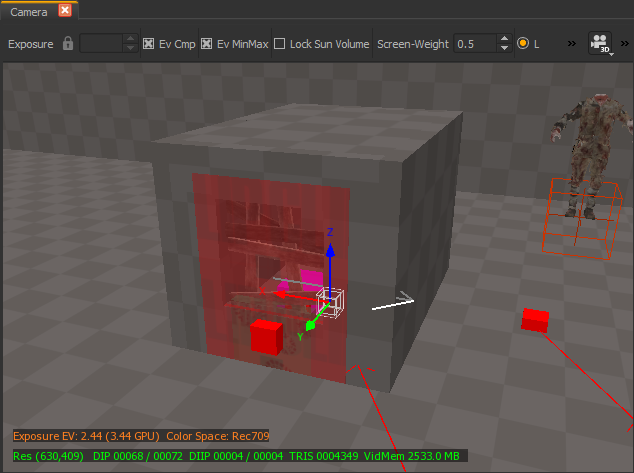 Camera
Exposure Ev Cmp Ev MinMax Lock Sun Volume Screen-Weight 0.5 L » 3D »
Z
Y
Exposure EV: 2.44 (3.44 GPU) Color Space: Rec709
Res (630,409) DIP 00068 / 00072 DIIP 00004 / 00004 TRIS 0004349 VidMem 2533.0 MB